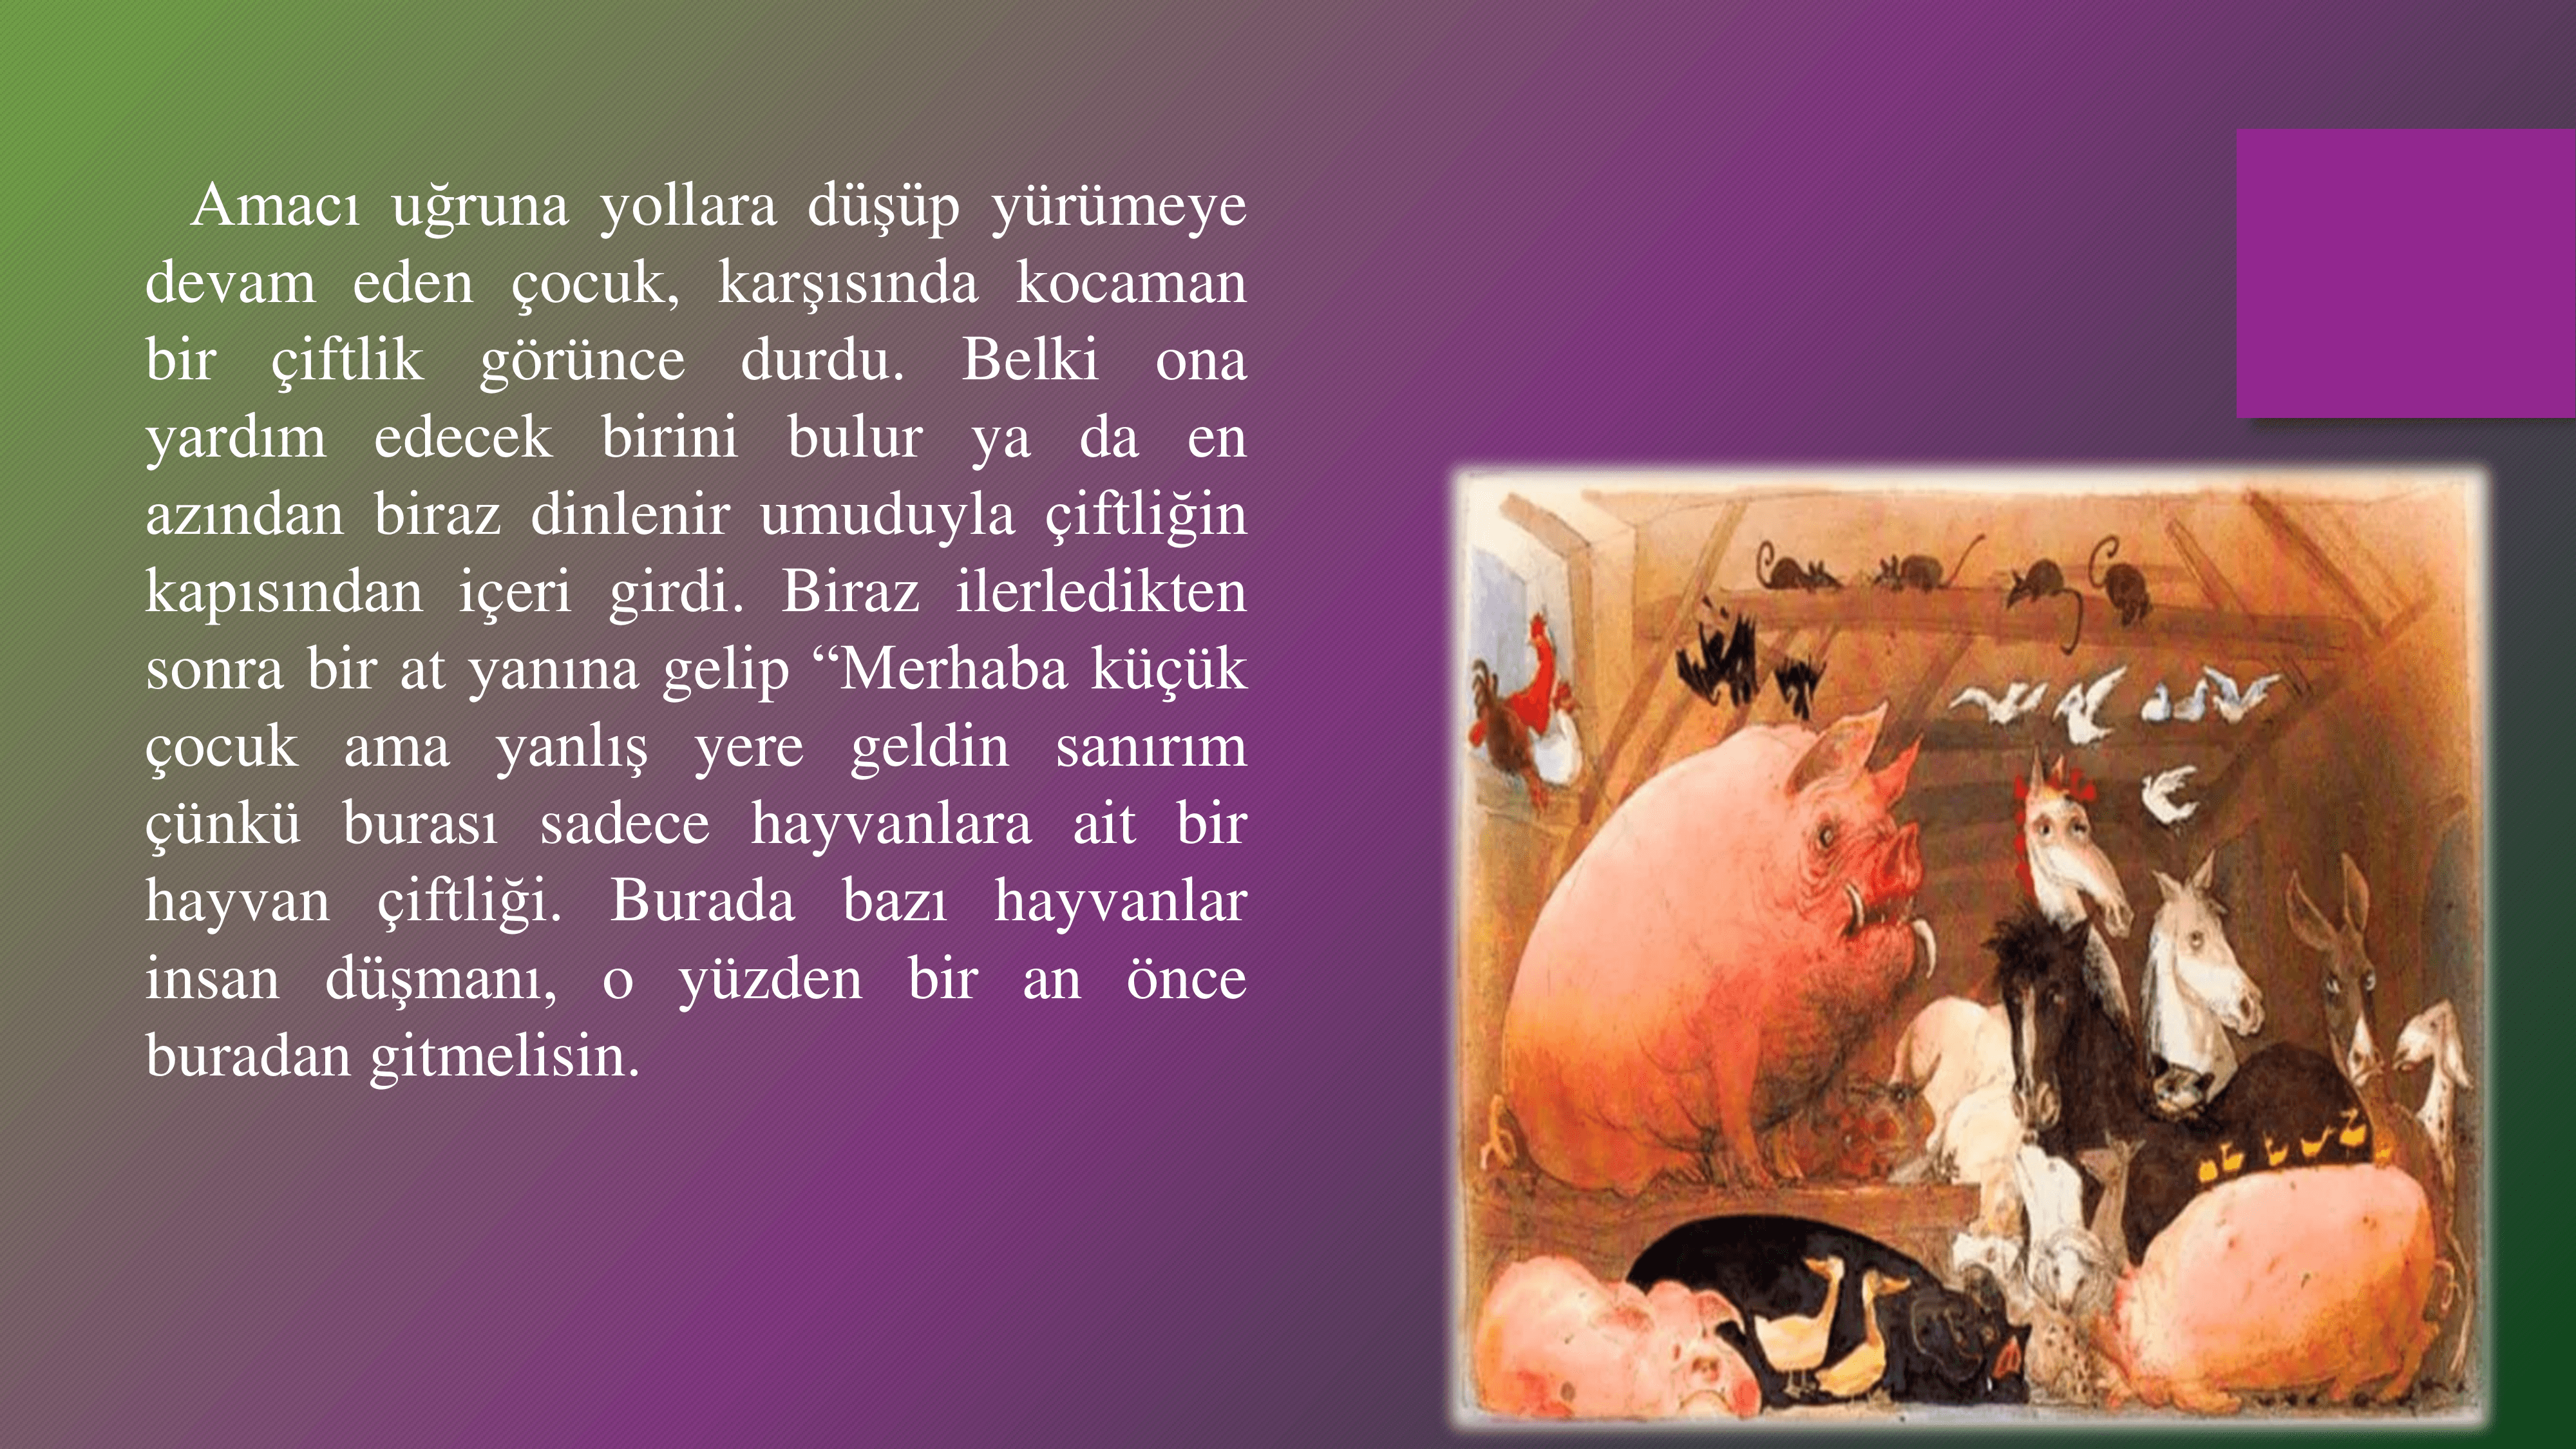 Amacı uğruna yollara düşüp yürümeye
devam eden çocuk, karşısında kocaman
bir çiftlik görünce durdu. Belki ona
yardım edecek birini bulur ya da en
azından biraz dinlenir umuduyla çiftliğin
kapısından içeri girdi. Biraz ilerledikten
sonra bir at yanına gelip “Merhaba küçük
çocuk ama yanlış yere geldin sanırım
çünkü burası sadece hayvanlara ait bir
hayvan çiftliği. Burada bazı hayvanlar
insan düşmanı, o yüzden bir an önce
buradan gitmelisin.